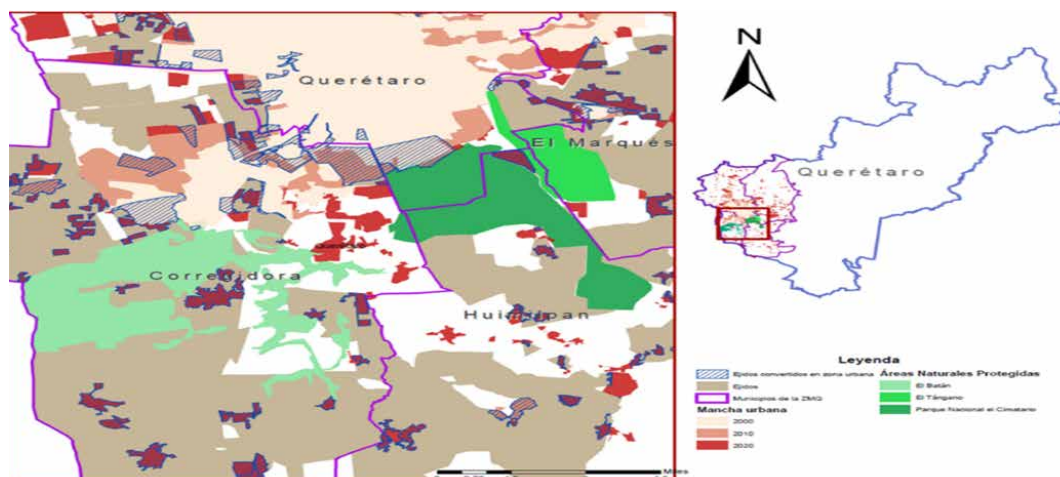 Querétaro
El Marqués
Corregidora
Huimilpan
Miles
N
Querétaro
Leyenda
Ejidos convertidos en zona urbana
Ejidos
Municipios de la ZMQ
Mancha urbana
2000
2010
2020
Áreas Naturales Protegidas
El Batán
El Tángano
Parque Nacional el Cimatario